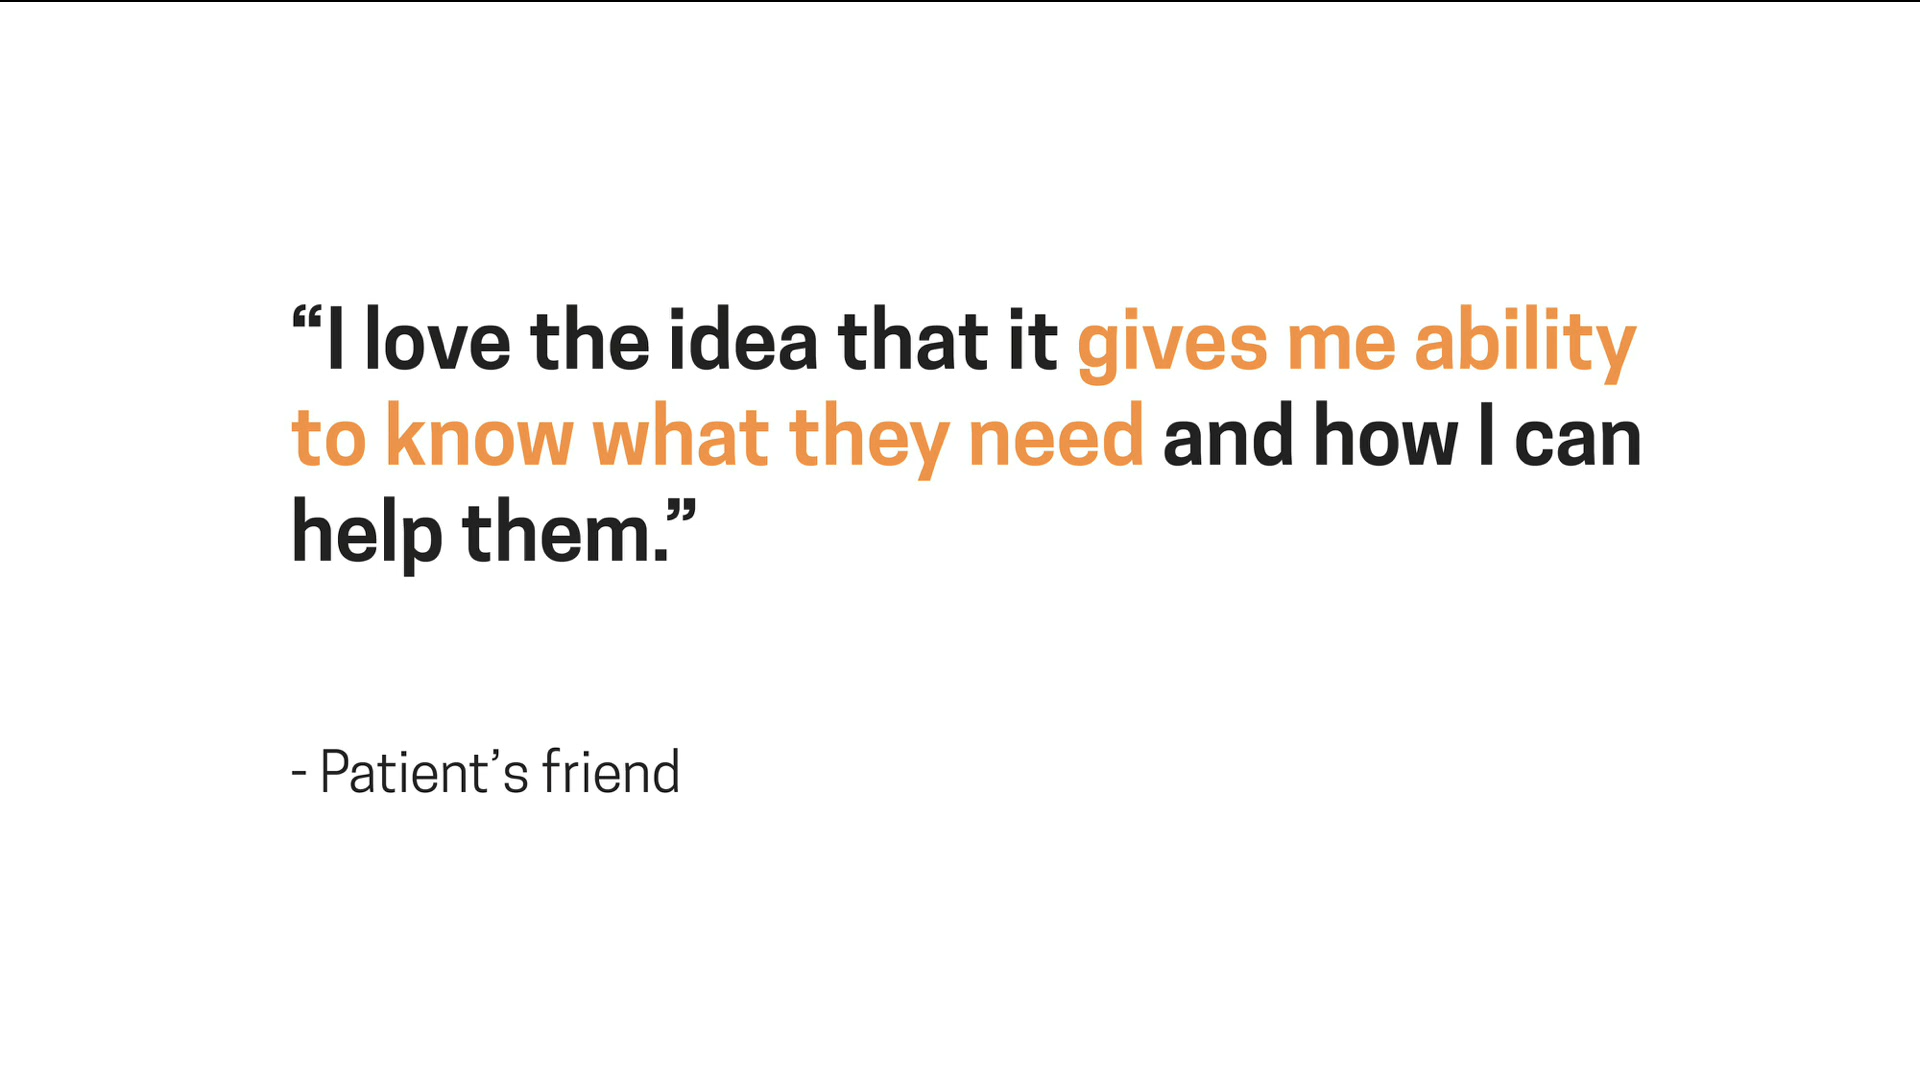 “I love the idea that it gives me ability
to know what they need and how I can
help them.”
- Patient’s friend